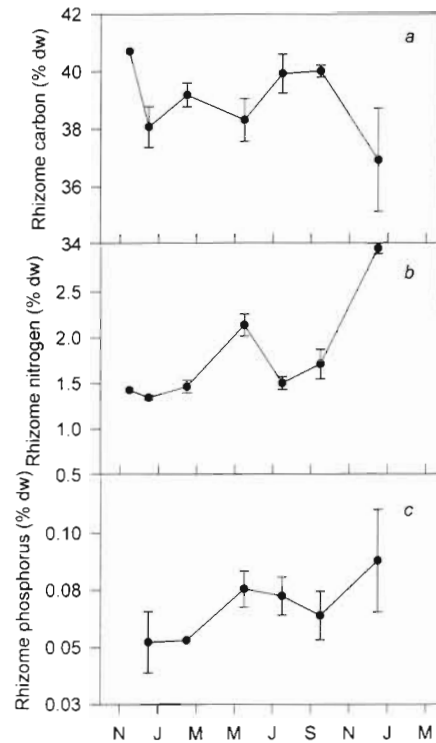 42
a
40
38
36
34
Rhizome carbon (% dw)
b
2.5
2.0
1.5
1.0
0.5
Rhizome nitrogen (% dw)
c
0.10
0.08
0.05
0.03
Rhizome phosphorus (% dw)
N J M M J S N J M